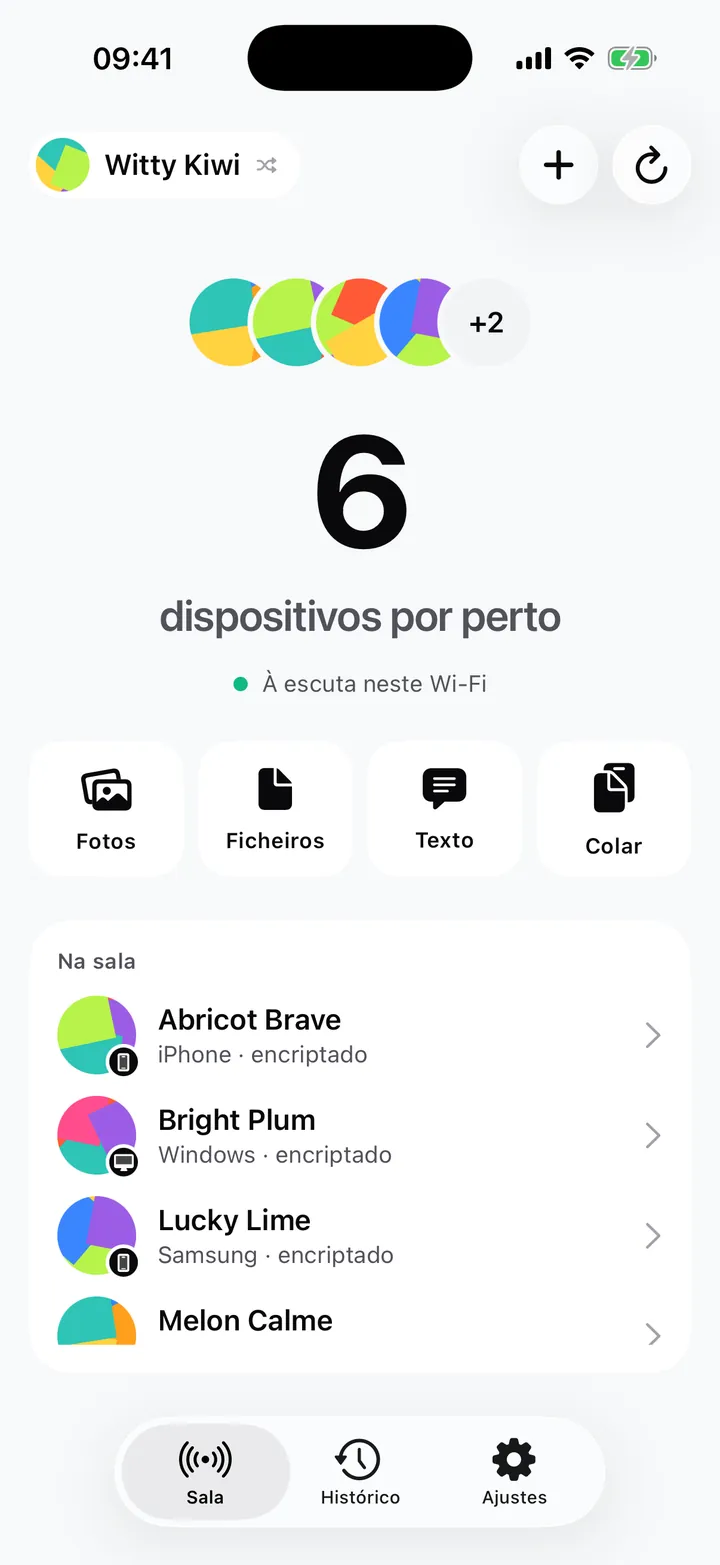 09:41
Witty Kiwi
+2
6
dispositivos por perto
À escuta neste Wi-Fi
Fotos
Ficheiros
Texto
Colar
Na sala
Abricot Brave
iPhone · encriptado
Bright Plum
Windows · encriptado
Lucky Lime
Samsung · encriptado
Melon Calme
Sala
Histórico
Ajustes